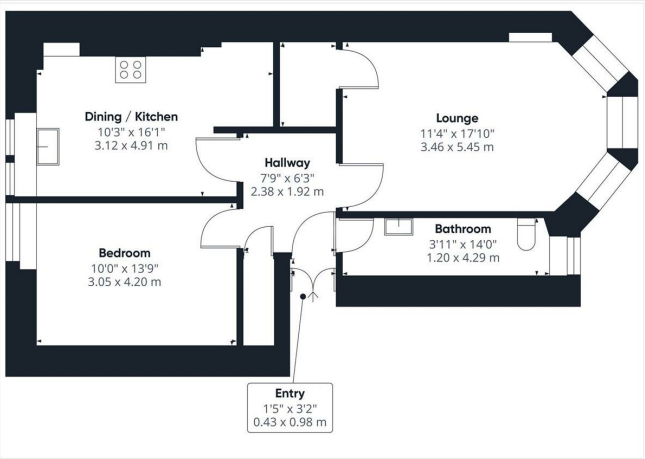 Dining / Kitchen
10'3" x 16'1"
3.12 x 4.91 m
Lounge
11'4" x 17'10"
3.46 x 5.45 m
Hallway
7'9" x 6'3"
2.38 x 1.92 m
Bedroom
10'0" x 13'9"
3.05 x 4.20 m
Bathroom
3'11" x 14'0"
1.20 x 4.29 m
Entry
1'5" x 3'2"
0.43 x 0.98 m